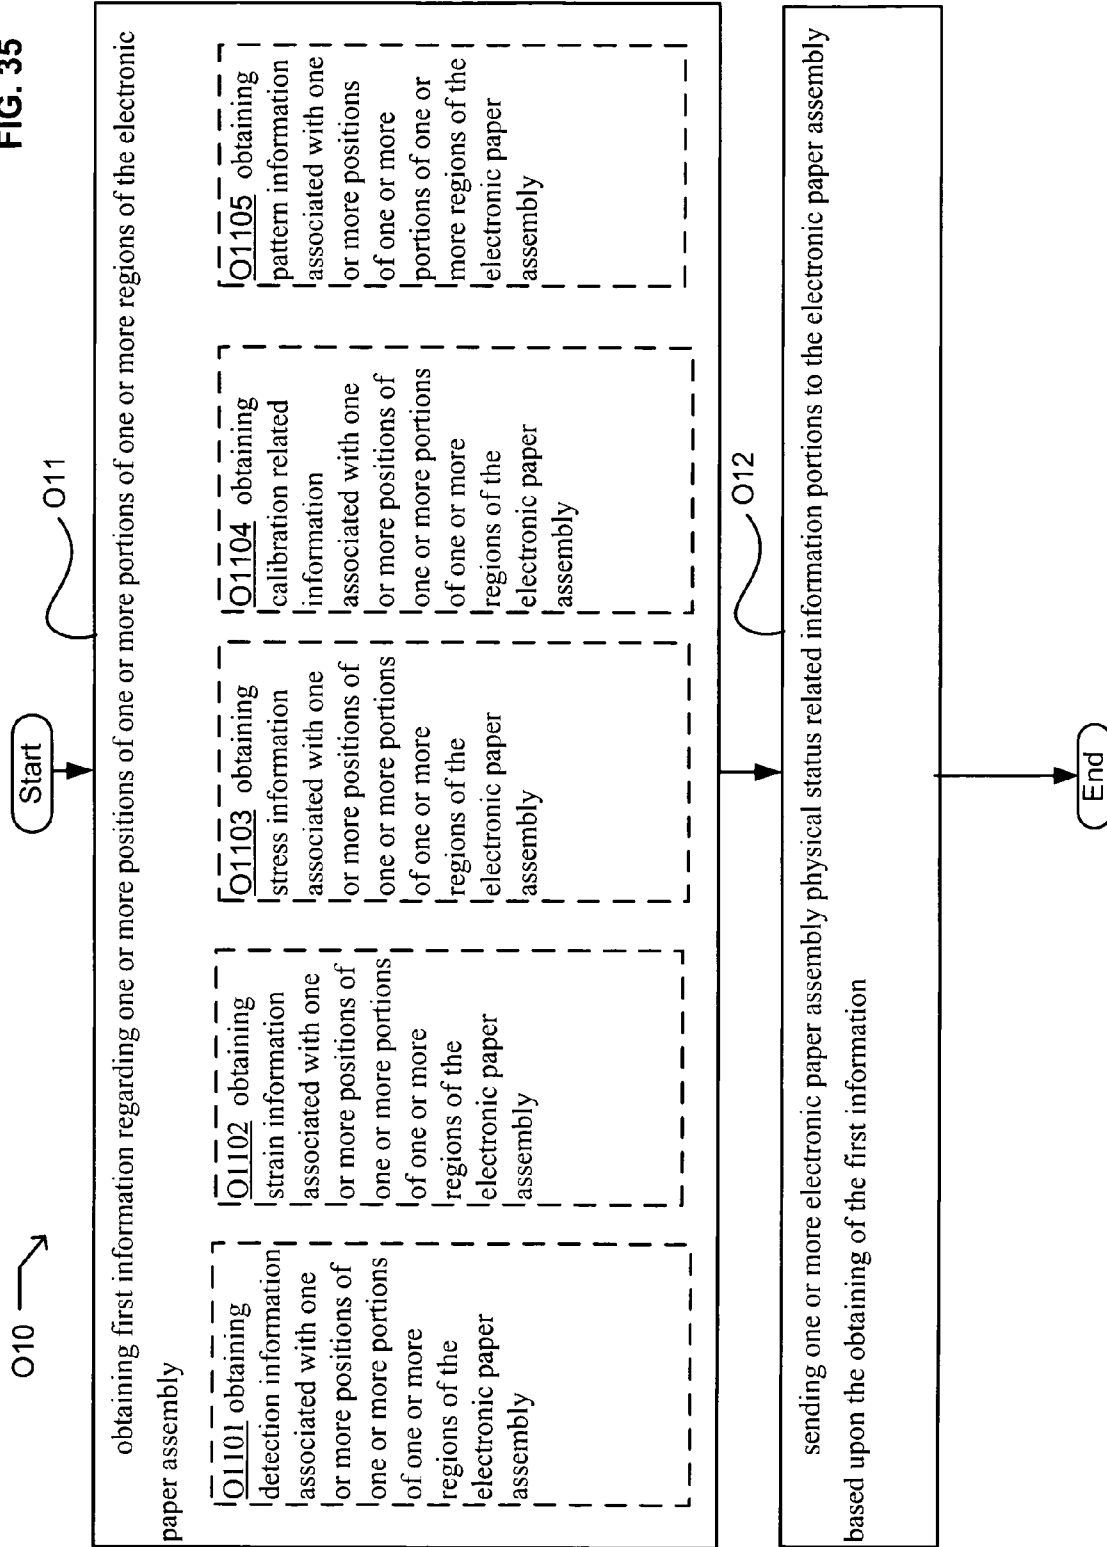 FIG. 35
O10
Start
O11
obtaining first information regarding one or more positions of one or more portions of one or more regions of the electronic
paper assembly
O1101 obtaining
detection information
associated with one
or more positions of
one or more portions
of one or more
regions of the
electronic paper
assembly
O1102 obtaining
strain information
associated with one
or more positions of
one or more portions
of one or more
regions of the
electronic paper
assembly
O1103 obtaining
stress information
associated with one
or more positions of
one or more portions
of one or more
regions of the
electronic paper
assembly
O1104 obtaining
calibration related
information
associated with one
or more positions of
one or more portions
of one or more
regions of the
electronic paper
assembly
O1105 obtaining
pattern information
associated with one
or more positions
of one or more
portions of one or
more regions of the
electronic paper
assembly
O12
sending one or more electronic paper assembly physical status related information portions to the electronic paper assembly
based upon the obtaining of the first information
End